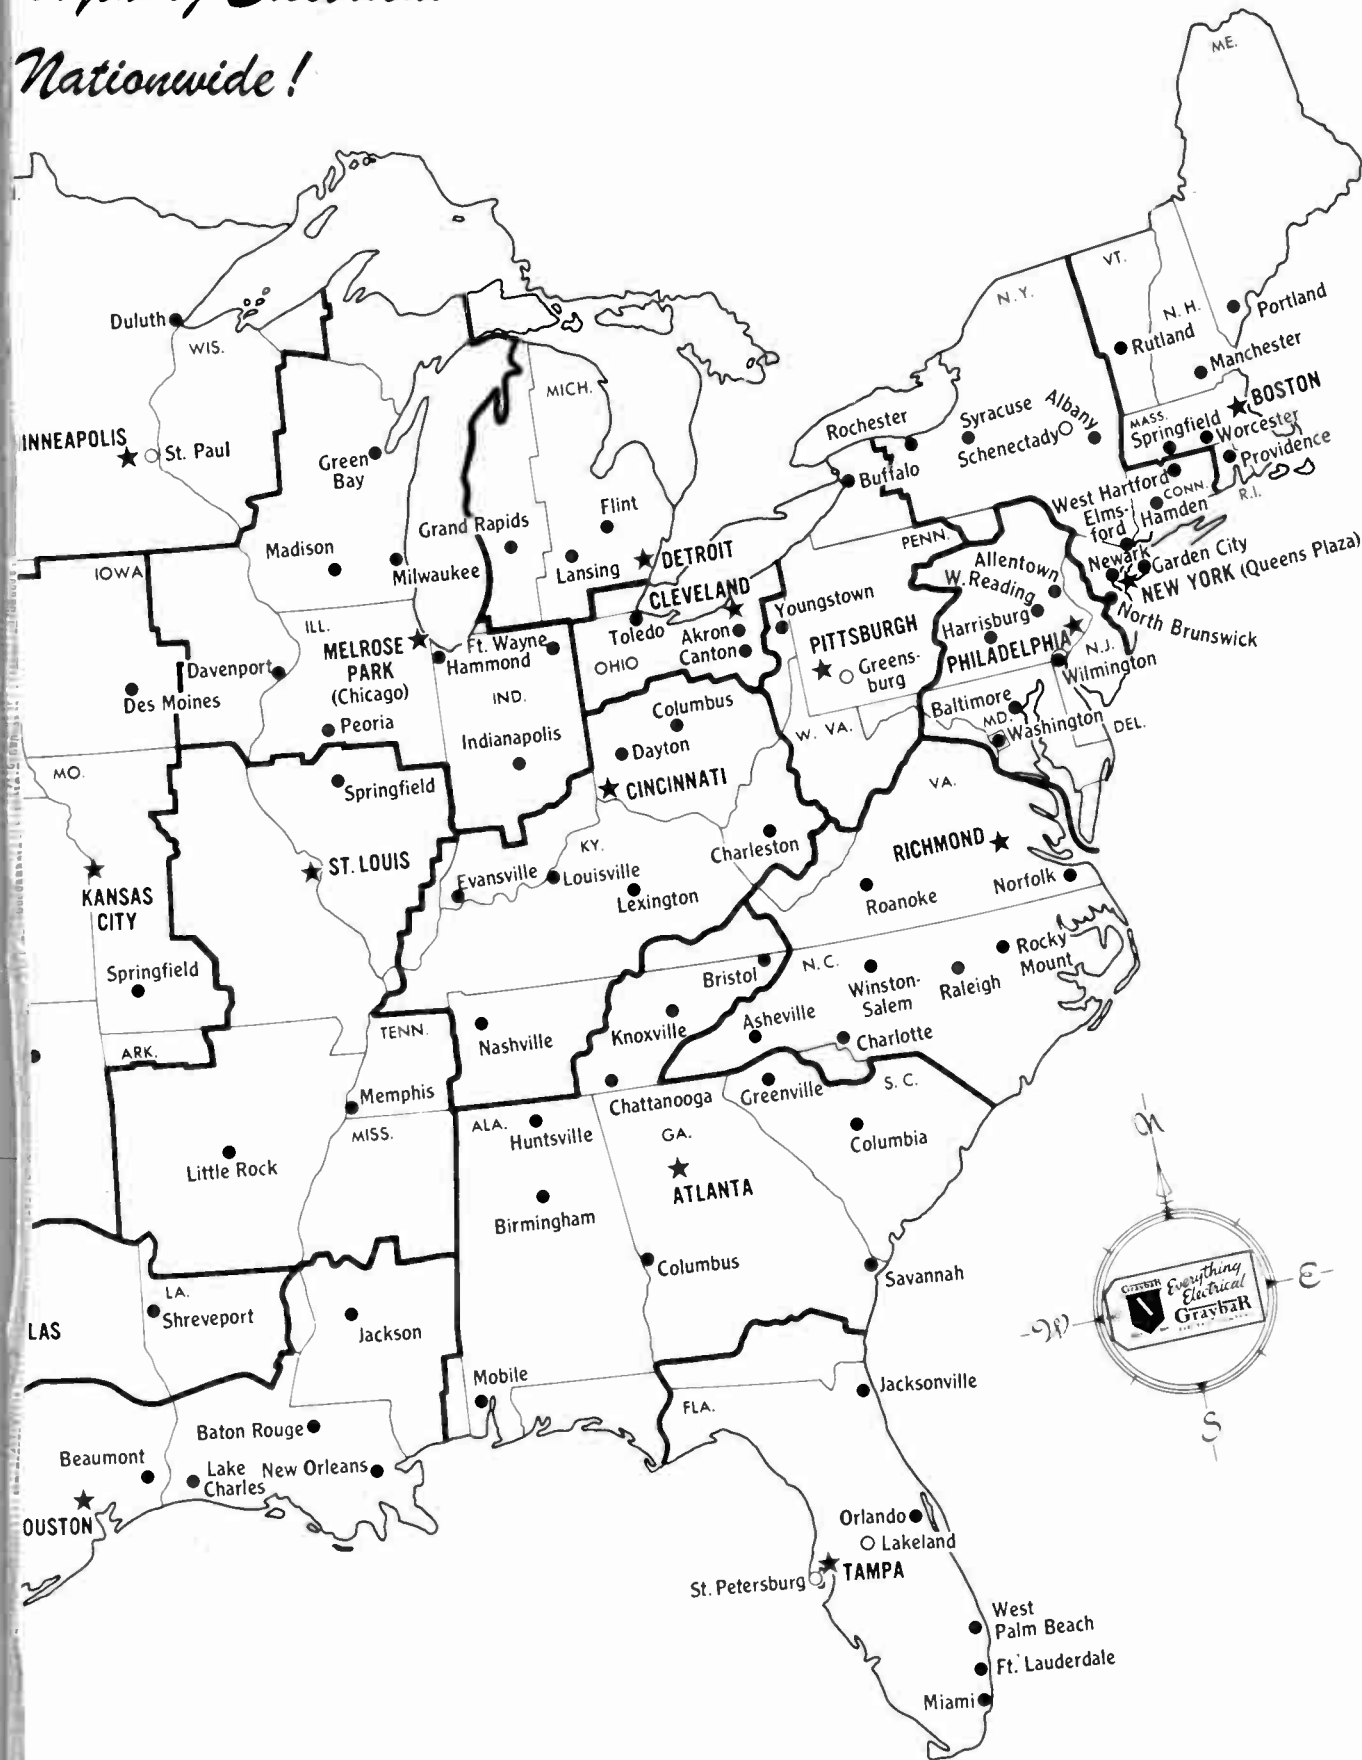 Nationwide!
ME.
VT.
N.Y.
N. H.
Portland
Rutland
Manchester
Duluth
WIS.
MICH.
BOSTON
MASS.
Springfield
Worcester
Providence
Rochester
Syracuse
Albany
Schenectady
Buffalo
INNEAPOLIS
St. Paul
Green
Bay
West Hartford
CONN.
R.I.
Elms-
ford
Hamden
Flint
Grand Rapids
Madison
Milwaukee
Lansing
DETROIT
CLEVELAND
PENN.
Allentown
W. Reading
Newark
Garden City
NEW YORK (Queens Plaza)
North Brunswick
IOWA
ILL.
MELROSE
PARK
(Chicago)
Ft. Wayne
Hammond
Toledo
Akron
Canton
OHIO
Youngstown
PITTSBURGH
Greens-
burg
Harrisburg
PHILADELPHIA
N.J.
Wilmington
Davenport
Des Moines
Peoria
IND.
Indianapolis
Columbus
Dayton
CINCINNATI
W. VA.
Baltimore
MD.
Washington
DEL.
MO.
Springfield
VA.
ST. LOUIS
KY.
Charleston
RICHMOND
Evansville
Louisville
Lexington
Roanoke
Norfolk
KANSAS
CITY
Springfield
Bristol
N.C.
Winston-
Salem
Raleigh
Rocky
Mount
ARK.
TENN.
Nashville
Knoxville
Asheville
Charlotte
Memphis
MISS.
Chattanooga
Greenville
S. C.
ALA.
Huntsville
GA.
Columbia
Little Rock
ATLANTA
Birmingham
Columbus
Savannah
N
E
W
S
GraybaR
Everything
Electrical
GraybaR
LA.
Shreveport
LAS
Jackson
Mobile
Jacksonville
FLA.
Baton Rouge
Beaumont
Lake
Charles
New Orleans
OUSTON
Orlando
Lakeland
TAMPA
St. Petersburg
West
Palm Beach
Ft. Lauderdale
Miami